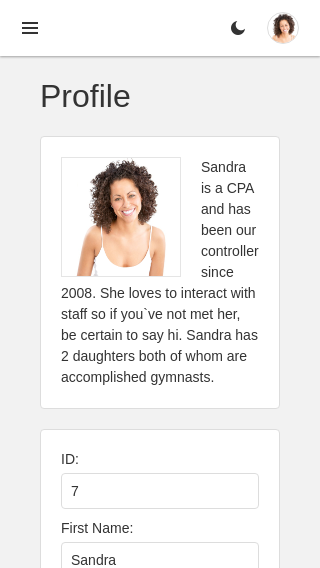 Profile
Sandra
is a CPA
and has
been our
controller
since
2008. She loves to interact with
staff so if you`ve not met her,
be certain to say hi. Sandra has
2 daughters both of whom are
accomplished gymnasts.
ID:
7
First Name:
Sandra